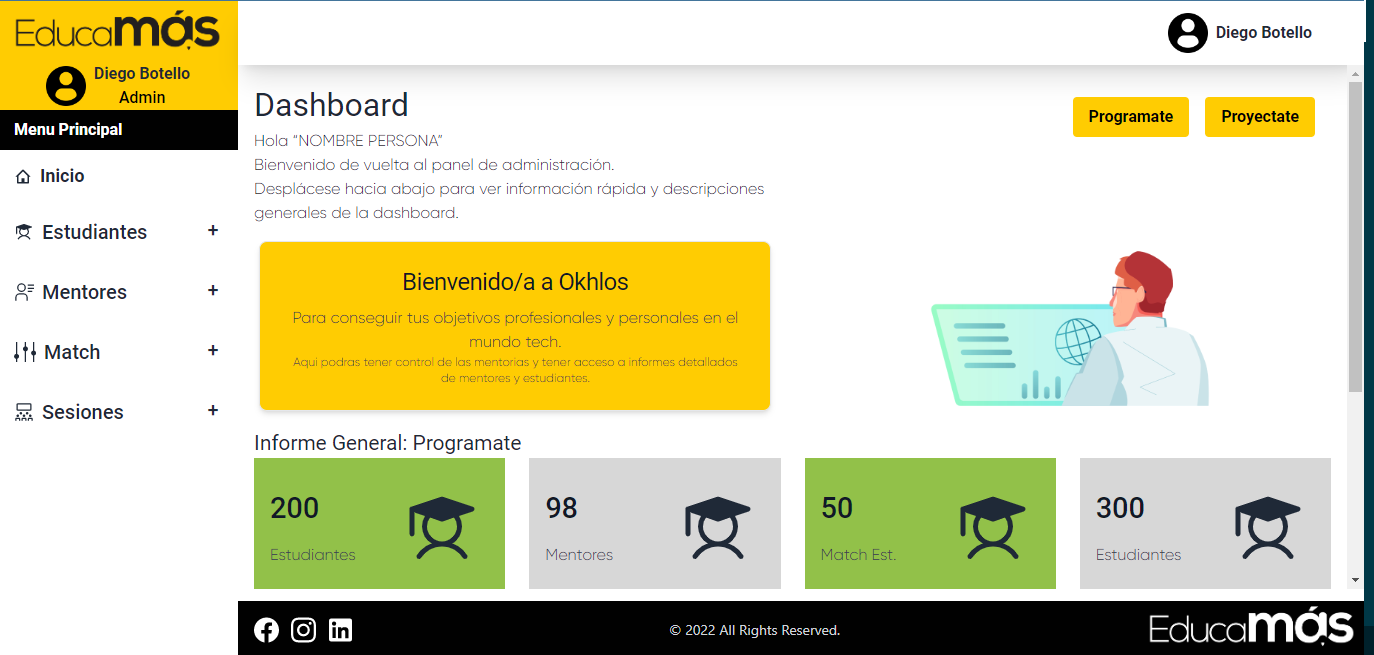 Educamás
Diego Botello
Admin
Menu Principal
Inicio
Estudiantes +
Mentores +
Match +
Sesiones +
Diego Botello
Dashboard
Hola “NOMBRE PERSONA”
Bienvenido de vuelta al panel de administración.
Desplácese hacia abajo para ver información rápida y descripciones
generales de la dashboard.
Programate
Proyectate
Bienvenido/a a Okhlos
Para conseguir tus objetivos profesionales y personales en el
mundo tech.
Aqui podras tener control de las mentorias y tener acceso a informes detallados
de mentores y estudiantes.
Informe General: Programate
200
Estudiantes
98
Mentores
50
Match Est.
300
Estudiantes
© 2022 All Rights Reserved.
Educamás